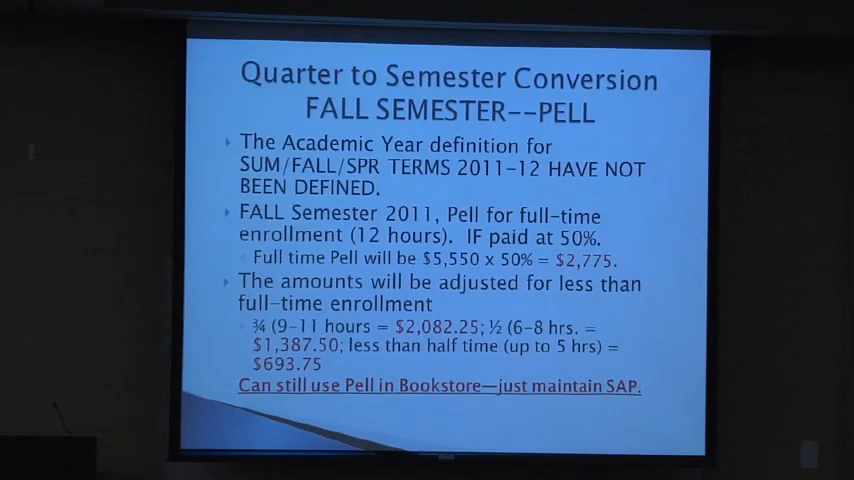 Quarter to Semester Conversion
FALL SEMESTER--PELL
The Academic Year definition for
SUM/FALL/SPR TERMS 2011-12 HAVE NOT
BEEN DEFINED.
FALL Semester 2011, Pell for full-time
enrollment (12 hours). IF paid at 50%.
Full time Pell will be $5,550 x 50% = $2,775.
The amounts will be adjusted for less than
full-time enrollment
¾ (9-11 hours = $2,082.25; ½ (6-8 hrs. =
$1,387.50; less than half time (up to 5 hrs) =
$693.75
Can still use Pell in Bookstore—just maintain SAP.